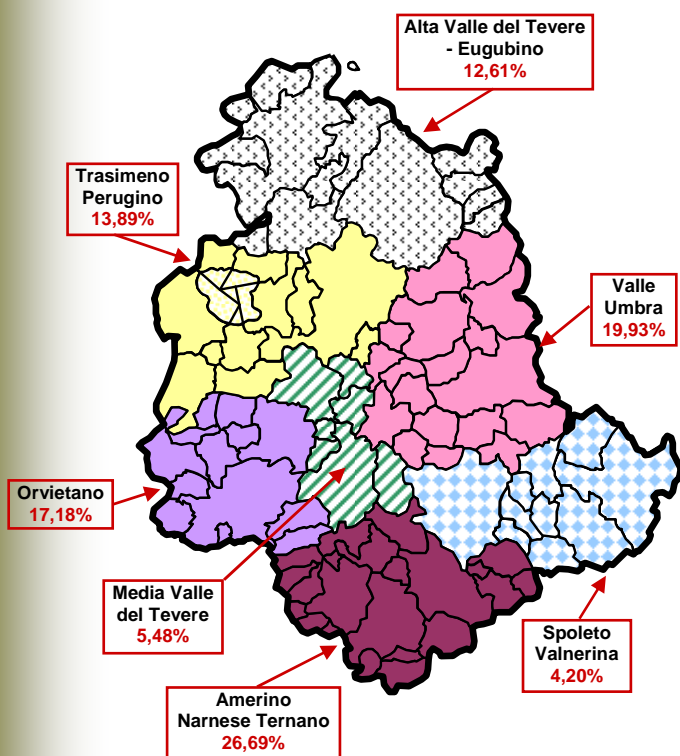 Alta Valle del Tevere
- Eugubino
12,61%
Trasimeno
Perugino
13,89%
Valle
Umbra
19,93%
Orvietano
17,18%
Media Valle
del Tevere
5,48%
Spoleto
Valnerina
4,20%
Amerino
Narnese Ternano
26,69%